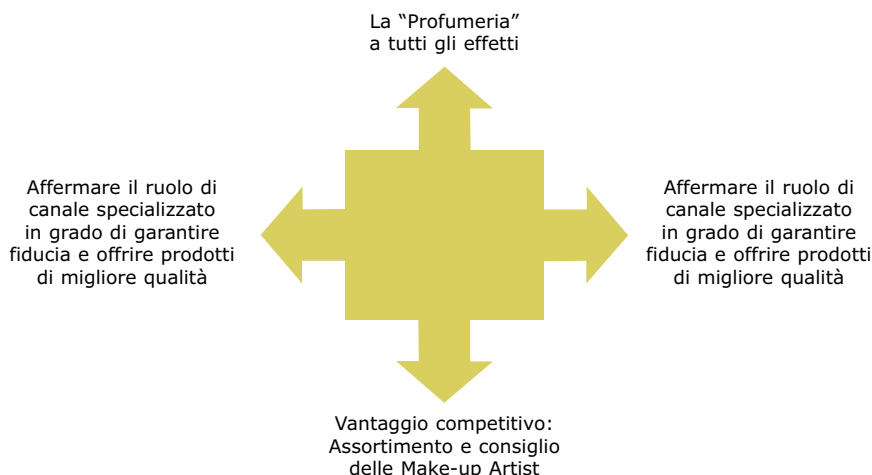 La “Profumeria”
a tutti gli effetti
Affermare il ruolo di
canale specializzato
in grado di garantire
fiducia e offrire prodotti
di migliore qualità
Affermare il ruolo di
canale specializzato
in grado di garantire
fiducia e offrire prodotti
di migliore qualità
Vantaggio competitivo:
Assortimento e consiglio
delle Make-up Artist